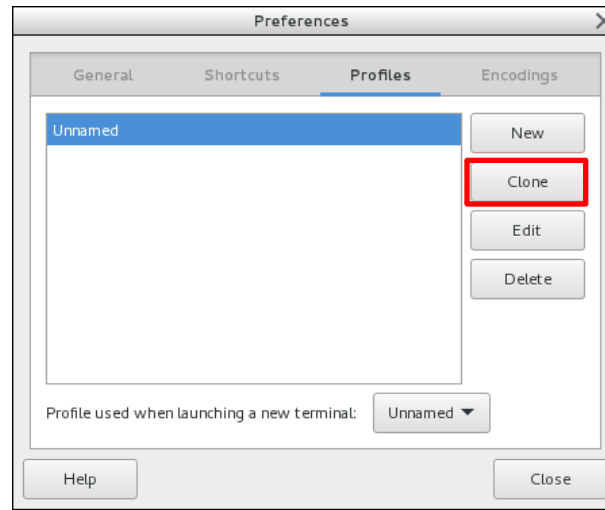 Preferences
General Shortcuts Profiles Encodings
Unnamed
New
Clone
Edit
Delete
Profile used when launching a new terminal: Unnamed
Help Close